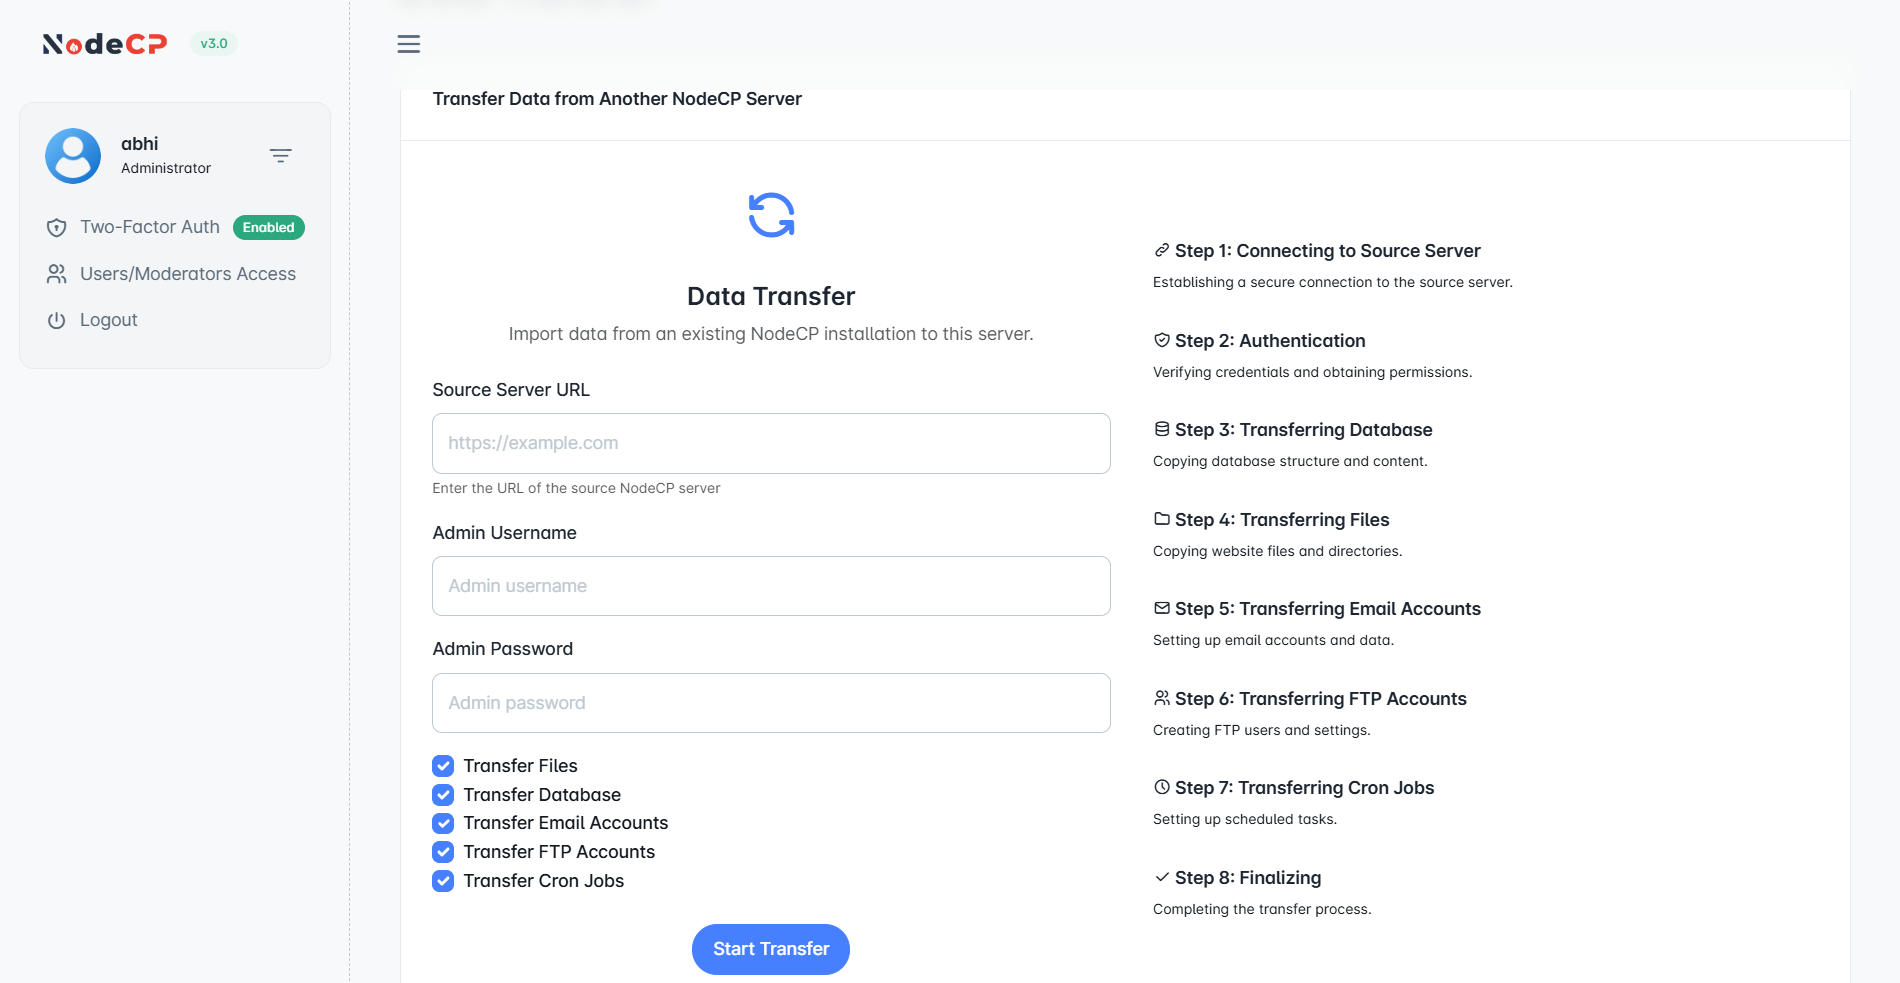 NodeCP v3.0
abhi
Administrator
Two-Factor Auth Enabled
Users/Moderators Access
Logout
Transfer Data from Another NodeCP Server
Data Transfer
Import data from an existing NodeCP installation to this server.
Source Server URL
https://example.com
Enter the URL of the source NodeCP server
Admin Username
Admin username
Admin Password
Admin password
Transfer Files
Transfer Database
Transfer Email Accounts
Transfer FTP Accounts
Transfer Cron Jobs
Start Transfer
Step 1: Connecting to Source Server
Establishing a secure connection to the source server.
Step 2: Authentication
Verifying credentials and obtaining permissions.
Step 3: Transferring Database
Copying database structure and content.
Step 4: Transferring Files
Copying website files and directories.
Step 5: Transferring Email Accounts
Setting up email accounts and data.
Step 6: Transferring FTP Accounts
Creating FTP users and settings.
Step 7: Transferring Cron Jobs
Setting up scheduled tasks.
Step 8: Finalizing
Completing the transfer process.